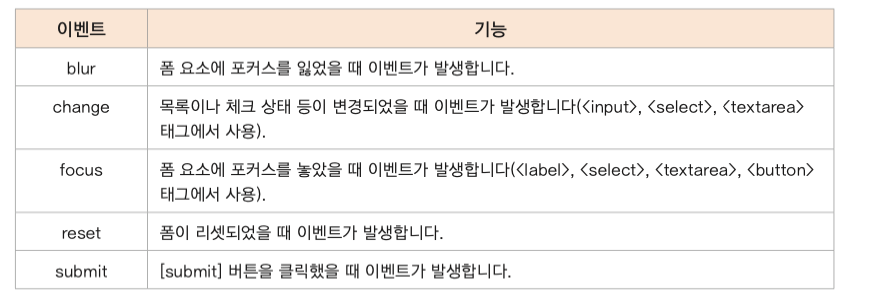 이벤트 기능
blur 폼 요소에 포커스를 잃었을 때 이벤트가 발생합니다.
change 목록이나 체크 상태 등이 변경되었을 때 이벤트가 발생합니다(<input>, <select>, <textarea>
태그에서 사용).
focus 폼 요소에 포커스를 놓았을 때 이벤트가 발생합니다(<label>, <select>, <textarea>, <button>
태그에서 사용).
reset 폼이 리셋되었을 때 이벤트가 발생합니다.
submit [submit] 버튼을 클릭했을 때 이벤트가 발생합니다.